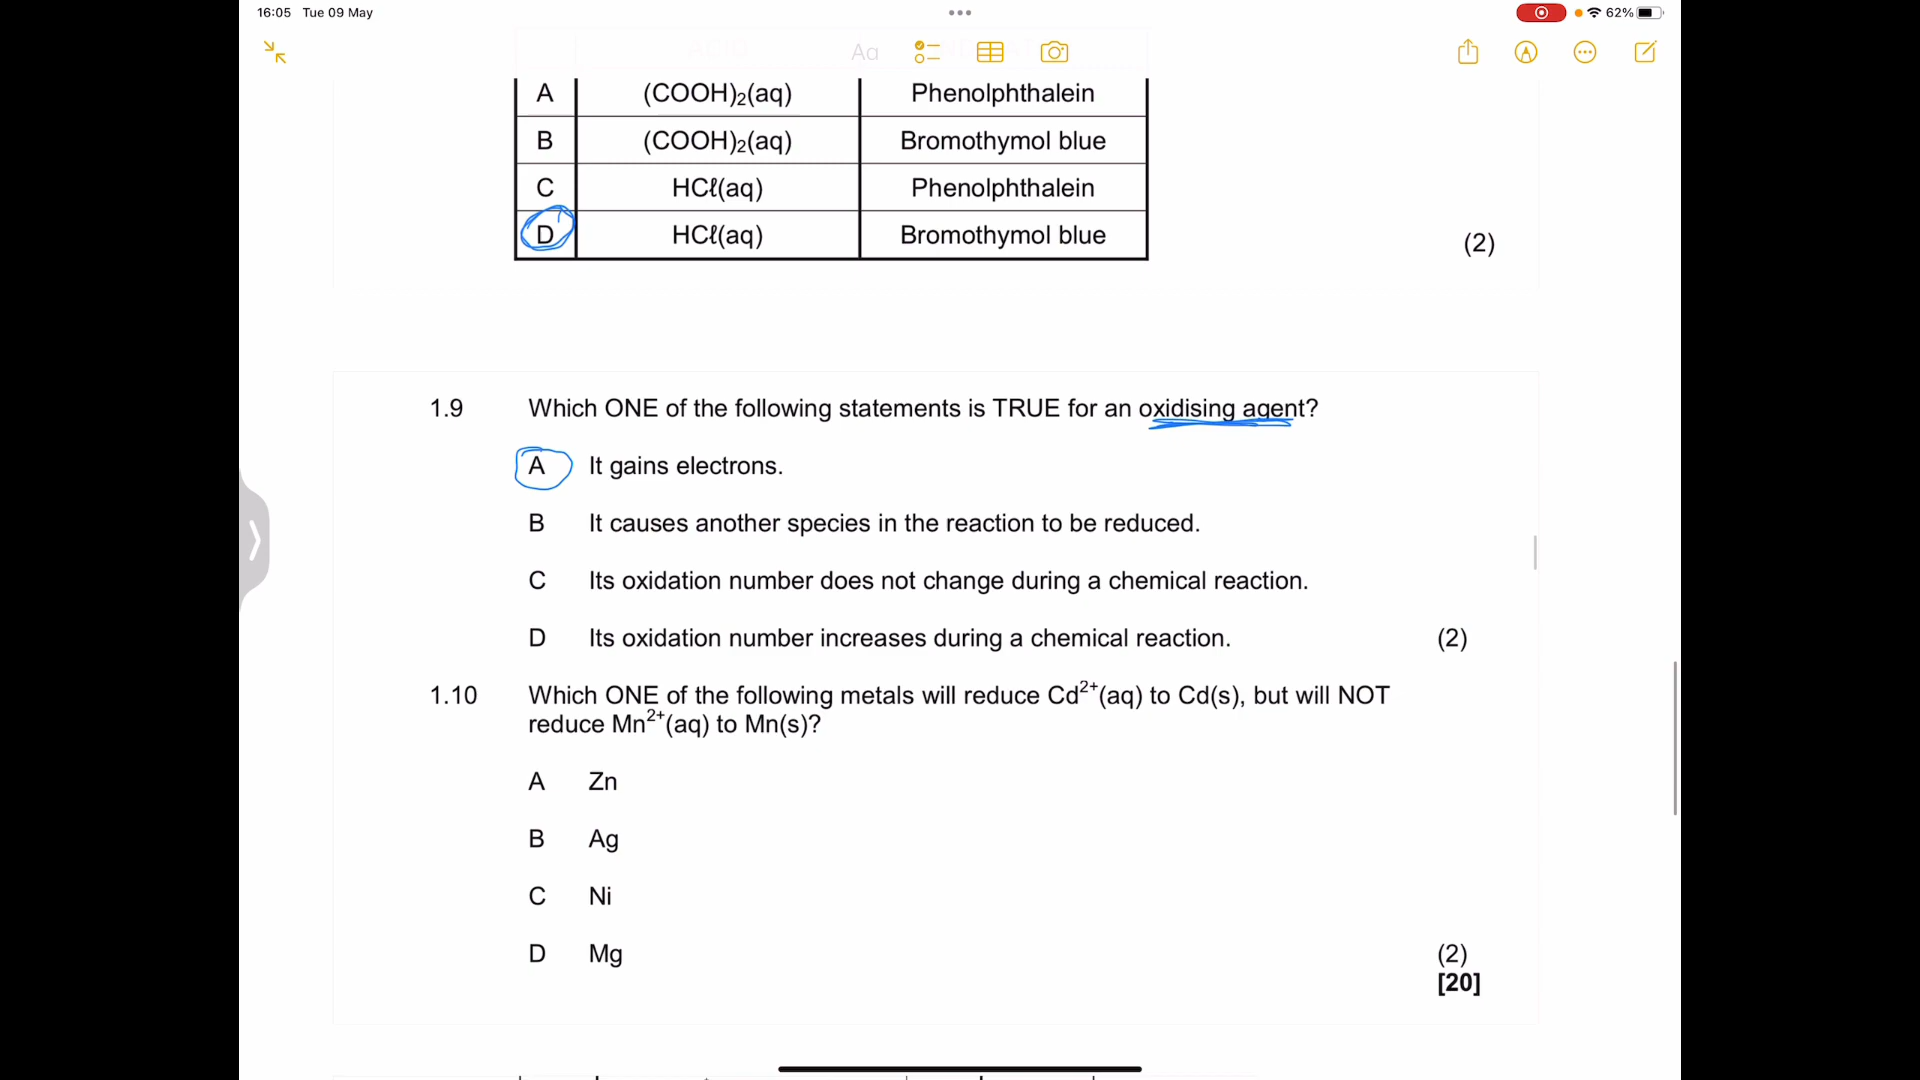 16:05 Tue 09 May
62%
Aa
A (COOH)₂(aq) Phenolphthalein
B (COOH)₂(aq) Bromothymol blue
C HCℓ(aq) Phenolphthalein
D HCℓ(aq) Bromothymol blue
(2)
1.9 Which ONE of the following statements is TRUE for an oxidising agent?
A It gains electrons.
B It causes another species in the reaction to be reduced.
C Its oxidation number does not change during a chemical reaction.
D Its oxidation number increases during a chemical reaction. (2)
1.10 Which ONE of the following metals will reduce Cd²⁺(aq) to Cd(s), but will NOT
reduce Mn²⁺(aq) to Mn(s)?
A Zn
B Ag
C Ni
D Mg (2)
[20]